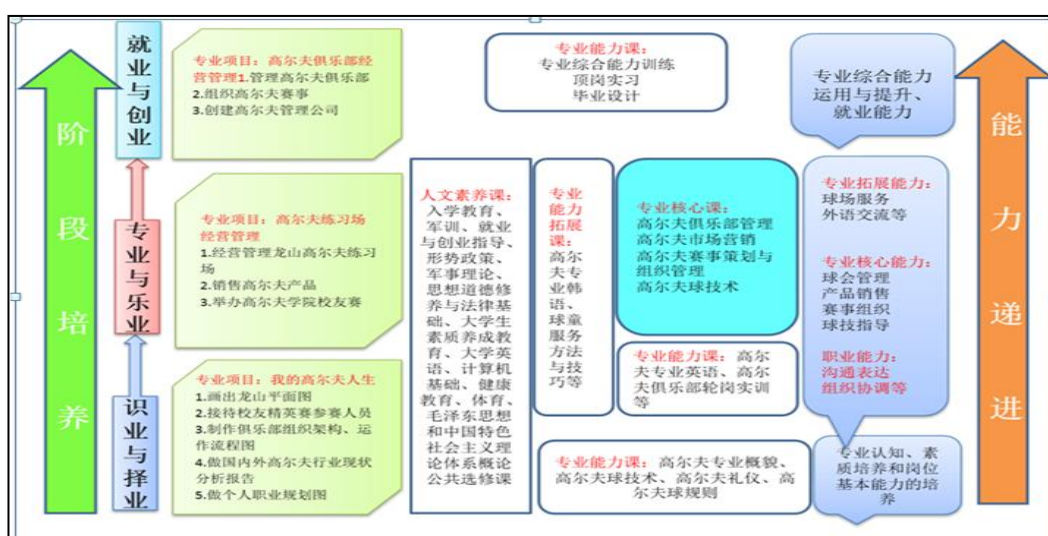 阶段培养
就业与创业
专业与乐业
识业与择业
专业项目：高尔夫俱乐部经
营管理1.管理高尔夫俱乐部
2.组织高尔夫赛事
3.创建高尔夫管理公司
专业项目：高尔夫练习场
经营管理
1.经营管理龙山高尔夫练习
场
2.销售高尔夫产品
3.举办高尔夫学院校友赛
专业项目：我的高尔夫人生
1.画出龙山平面图
2.接待校友精英赛参赛人员
3.制作俱乐部组织架构、运
作流程图
4.做国内外高尔夫行业现状
分析报告
5.做个人职业规划图
人文素养课：
入学教育、
军训、就业
与创业指导、
形势政策、
军事理论、
思想道德修
养与法律基
础、大学生
素质养成教
育、大学英
语、计算机
基础、健康
教育、体育、
毛泽东思想
和中国特色
社会主义理
论体系概论
公共选修课
专业能力课：
专业综合能力训练
顶岗实习
毕业设计
专业
能力
拓展
课：
高尔
夫专
业韩
语、
球童
服务
方法
与技
巧等
专业核心课：
高尔夫俱乐部管理
高尔夫市场营销
高尔夫赛事策划与
组织管理
高尔夫球技术
专业能力课：高尔
夫专业英语、高尔
夫俱乐部轮岗实训
等
专业能力课：高尔夫专业概貌、
高尔夫球技术、高尔夫礼仪、高
尔夫球规则
专业综合能力
运用与提升、
就业能力
专业拓展能力：
球场服务
外语交流等
专业核心能力：
球会管理
产品销售
赛事组织
球技指导
职业能力：
沟通表达
组织协调等
专业认知、素
质培养和岗位
基本能力的培
养
能力递进